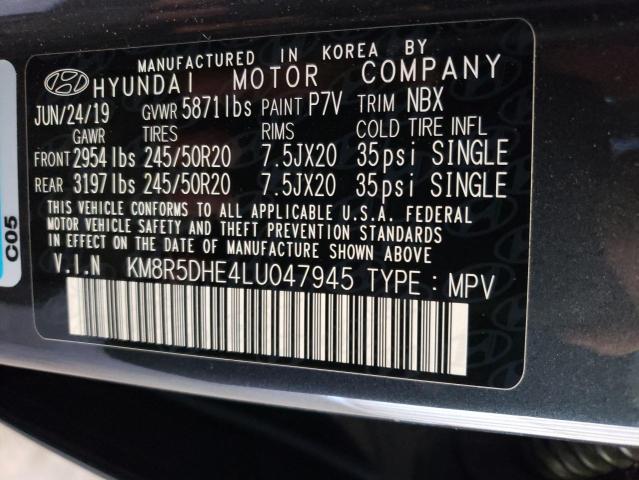 MANUFACTURED IN KOREA BY
HYUNDAI MOTOR COMPANY
JUN/24/19 GVWR 5871lbs PAINT P7V TRIM NBX
GAWR TIRES RIMS COLD TIRE INFL
FRONT 2954 lbs 245/50R20 7.5JX20 35psi SINGLE
REAR 3197 lbs 245/50R20 7.5JX20 35psi SINGLE
THIS VEHICLE CONFORMS TO ALL APPLICABLE U.S.A. FEDERAL
MOTOR VEHICLE SAFETY AND THEFT PREVENTION STANDARDS
IN EFFECT ON THE DATE OF MANUFACTURE SHOWN ABOVE.
V.I.N KM8R5DHE4LU047945 TYPE : MPV
C05